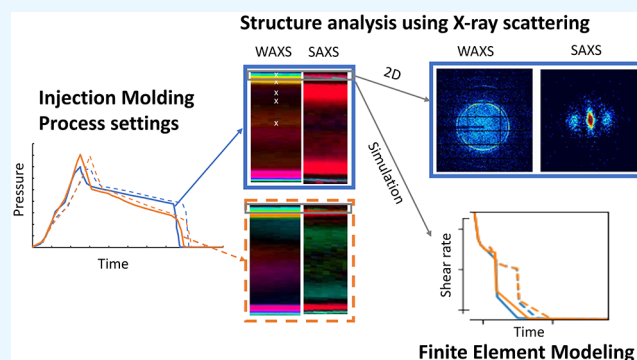 Structure analysis using X-ray scattering
WAXS SAXS
WAXS SAXS
2D
Injection Molding
Process settings
x
x
x
x
x
Simulation
Pressure
Time
Shear rate
Time
Finite Element Modeling